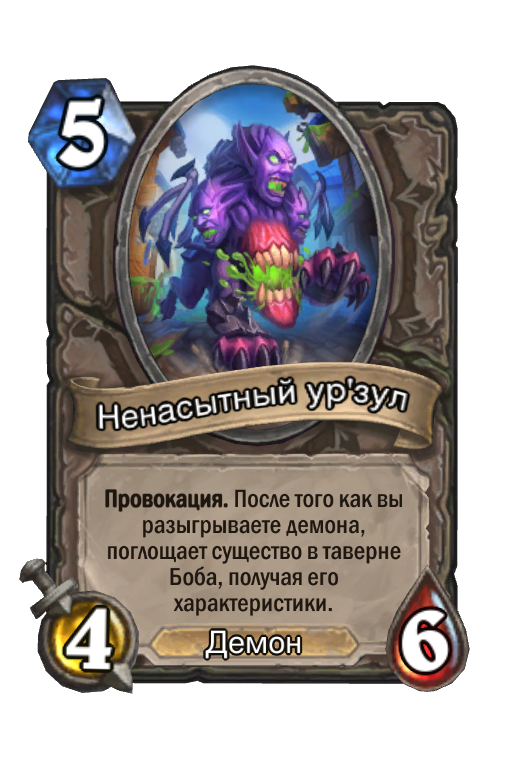 5
Ненасытный ур'зул
Провокация. После того как вы
разыгрываете демона,
поглощает существо в таверне
Боба, получая его
характеристики.
4
Демон
6